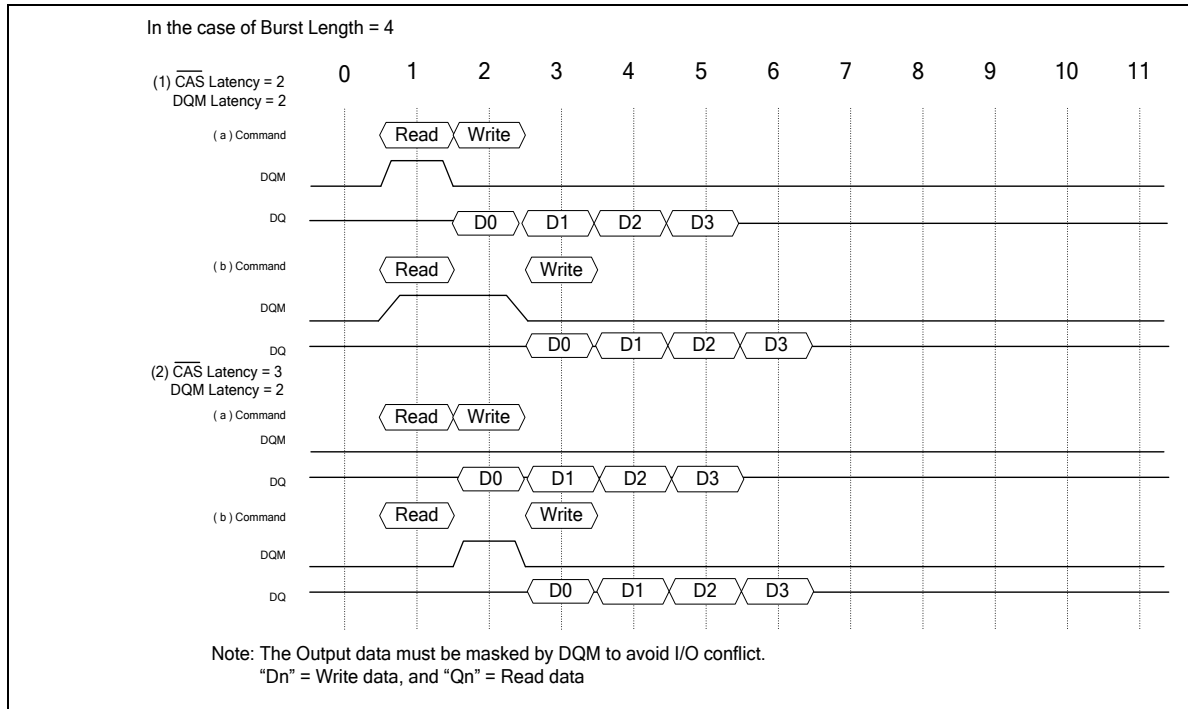 In the case of Burst Length = 4
0 1 2 3 4 5 6 7 8 9 10 11
(1) CAS Latency = 2
DQM Latency = 2
( a ) Command Read Write
DQM
DQ D0 D1 D2 D3
( b ) Command Read Write
DQM
DQ D0 D1 D2 D3
(2) CAS Latency = 3
DQM Latency = 2
( a ) Command Read Write
DQM
DQ D0 D1 D2 D3
( b ) Command Read Write
DQM
DQ D0 D1 D2 D3
Note: The Output data must be masked by DQM to avoid I/O conflict.
“Dn” = Write data, and “Qn” = Read data